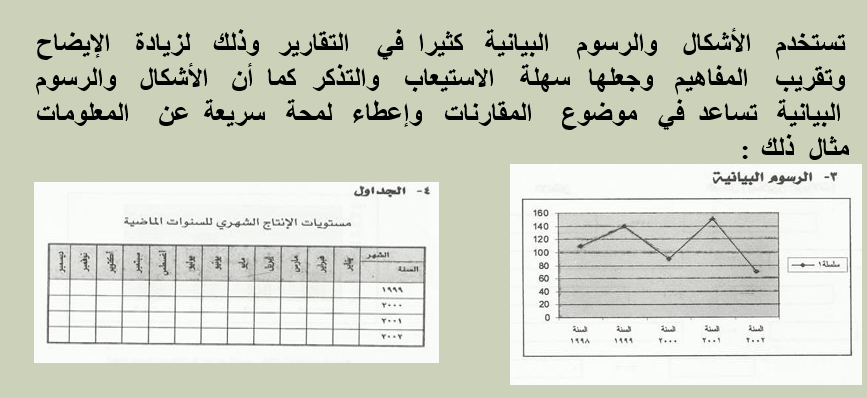 تستخدم الأشكال والرسوم البيانية كثيرا في التقارير وذلك لزيادة الإيضاح
وتقريب المفاهيم وجعلها سهلة الاستيعاب والتذكر كما أن الأشكال والرسوم
البيانية تساعد في موضوع المقارنات وإعطاء لمحة سريعة عن المعلومات
مثال ذلك :
٣- الرسوم البيانية
160
140
120
100
80
60
40
20
0
السنة ١٩٩٨
السنة ١٩٩٩
السنة ٢٠٠٠
السنة ٢٠٠١
السنة ٢٠٠٢
سلسلة١
٤- الجداول
مستويات الإنتاج الشهري للسنوات الماضية
الشهر
السنة
يناير
فبراير
مارس
إبريل
مايو
يونيو
يوليو
أغسطس
سبتمبر
أكتوبر
نوفمبر
ديسمبر
١٩٩٩
٢٠٠٠
٢٠٠١
٢٠٠٢